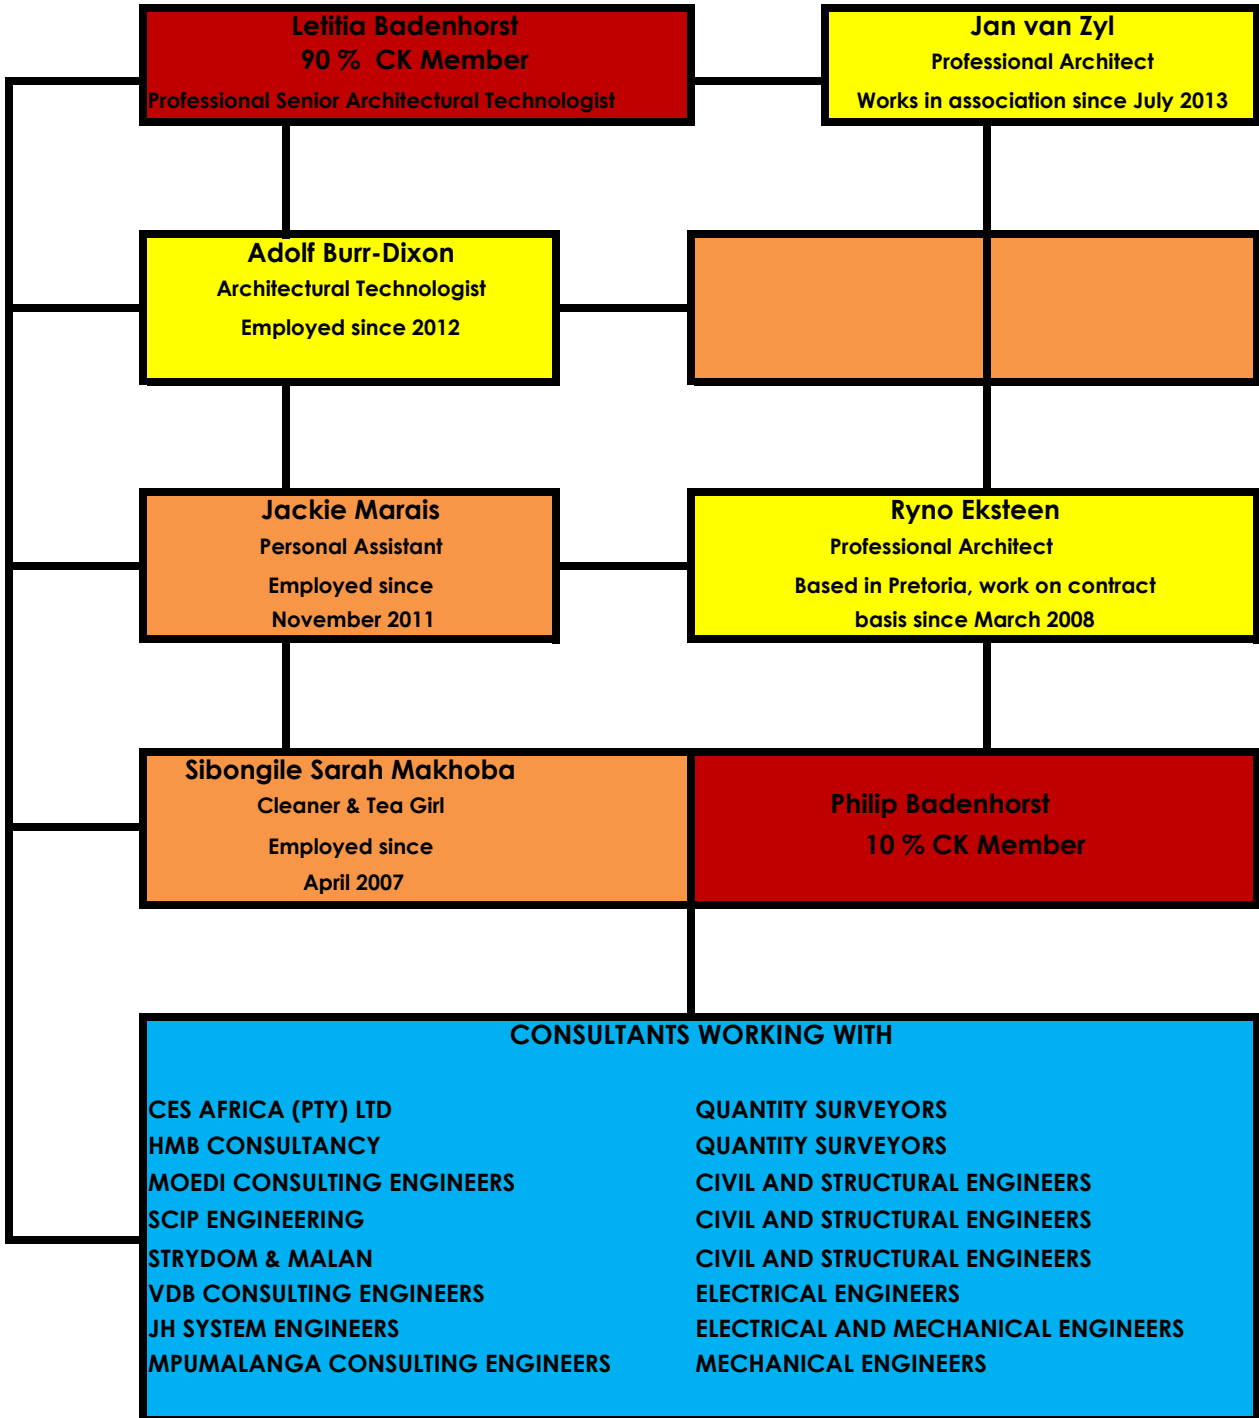 Letitia Badenhorst
90 % CK Member
Professional Senior Architectural Technologist
Jan van Zyl
Professional Architect
Works in association since July 2013
Adolf Burr-Dixon
Architectural Technologist
Employed since 2012
Jackie Marais
Personal Assistant
Employed since
November 2011
Ryno Eksteen
Professional Architect
Based in Pretoria, work on contract
basis since March 2008
Sibongile Sarah Makhoba
Cleaner & Tea Girl
Employed since
April 2007
Philip Badenhorst
10 % CK Member
CONSULTANTS WORKING WITH
CES AFRICA (PTY) LTD QUANTITY SURVEYORS
HMB CONSULTANCY QUANTITY SURVEYORS
MOEDI CONSULTING ENGINEERS CIVIL AND STRUCTURAL ENGINEERS
SCIP ENGINEERING CIVIL AND STRUCTURAL ENGINEERS
STRYDOM & MALAN CIVIL AND STRUCTURAL ENGINEERS
VDB CONSULTING ENGINEERS ELECTRICAL ENGINEERS
JH SYSTEM ENGINEERS ELECTRICAL AND MECHANICAL ENGINEERS
MPUMALANGA CONSULTING ENGINEERS MECHANICAL ENGINEERS